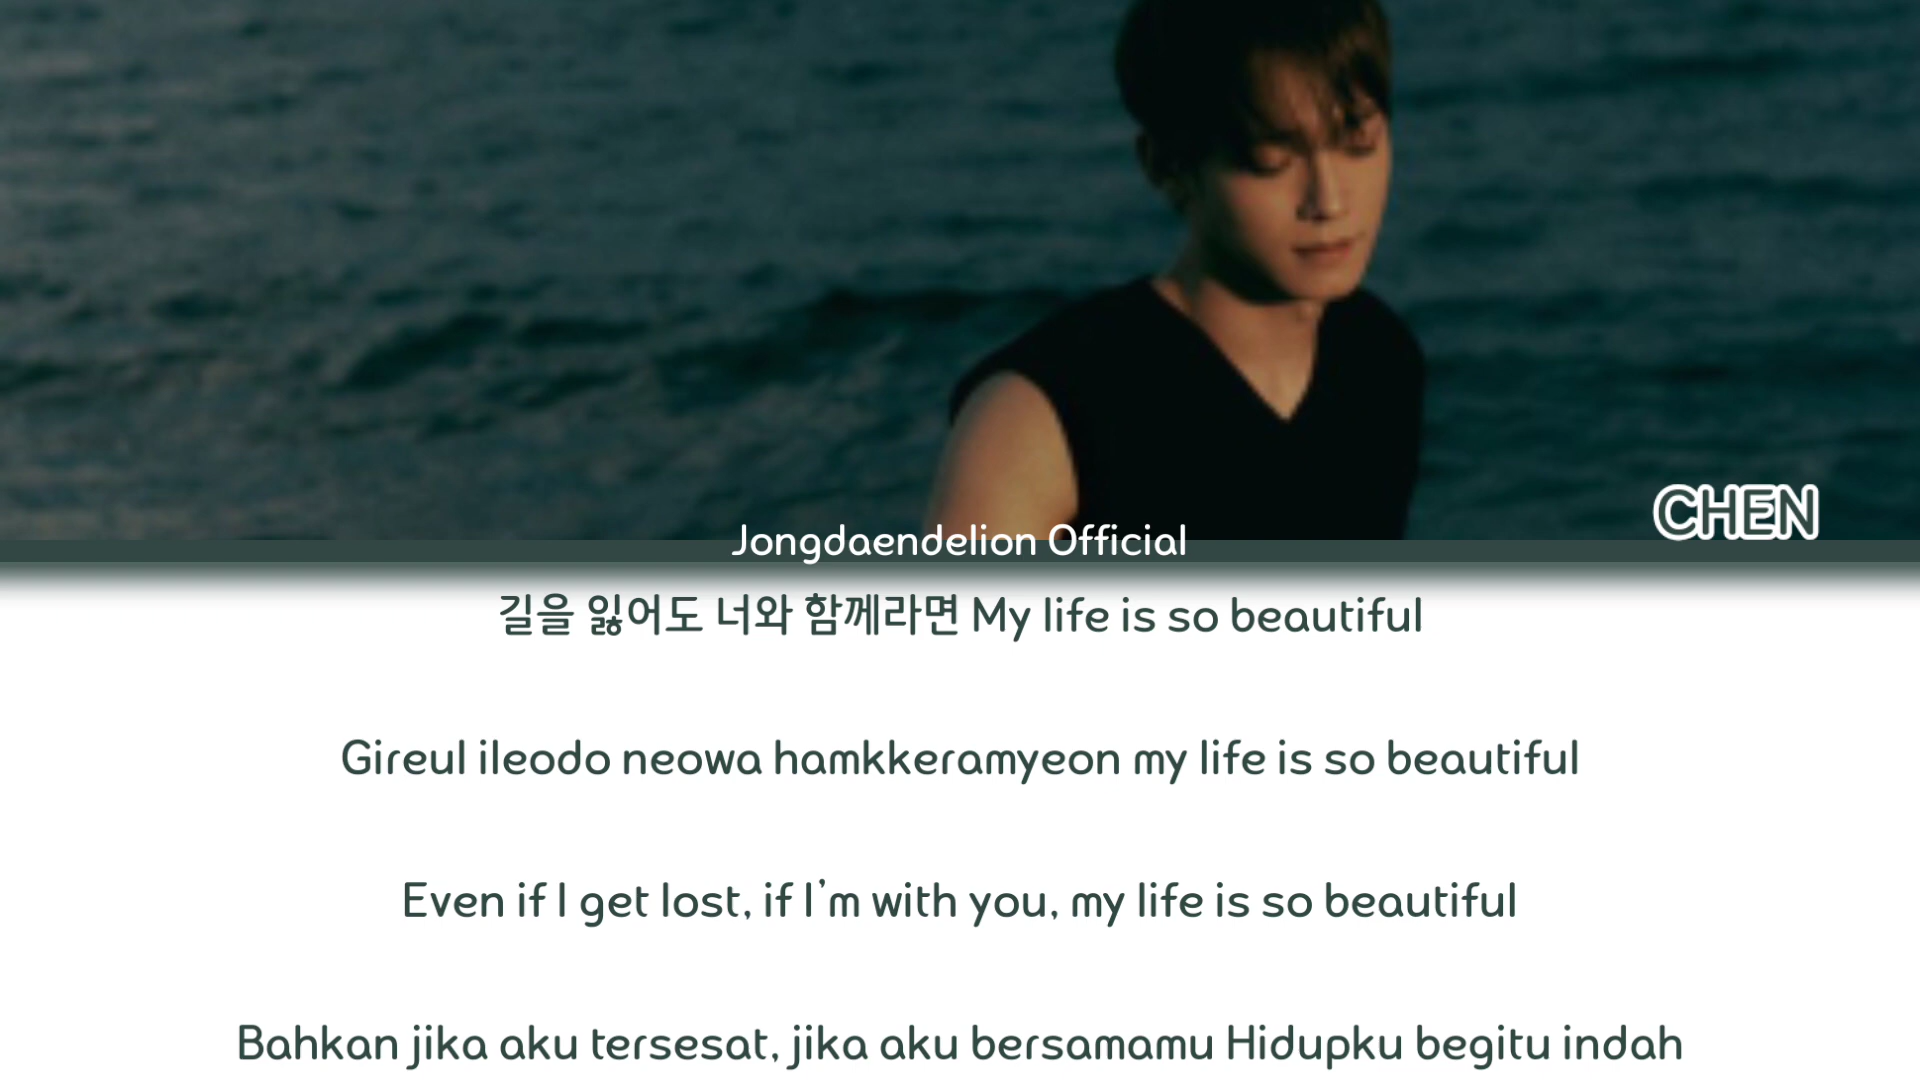 CHEN
Jongdaendelion Official
길을 잃어도 너와 함께라면 My life is so beautiful
Gireul ileodo neowa hamkkeramyeon my life is so beautiful
Even if I get lost, if I'm with you, my life is so beautiful
Bahkan jika aku tersesat, jika aku bersamamu Hidupku begitu indah